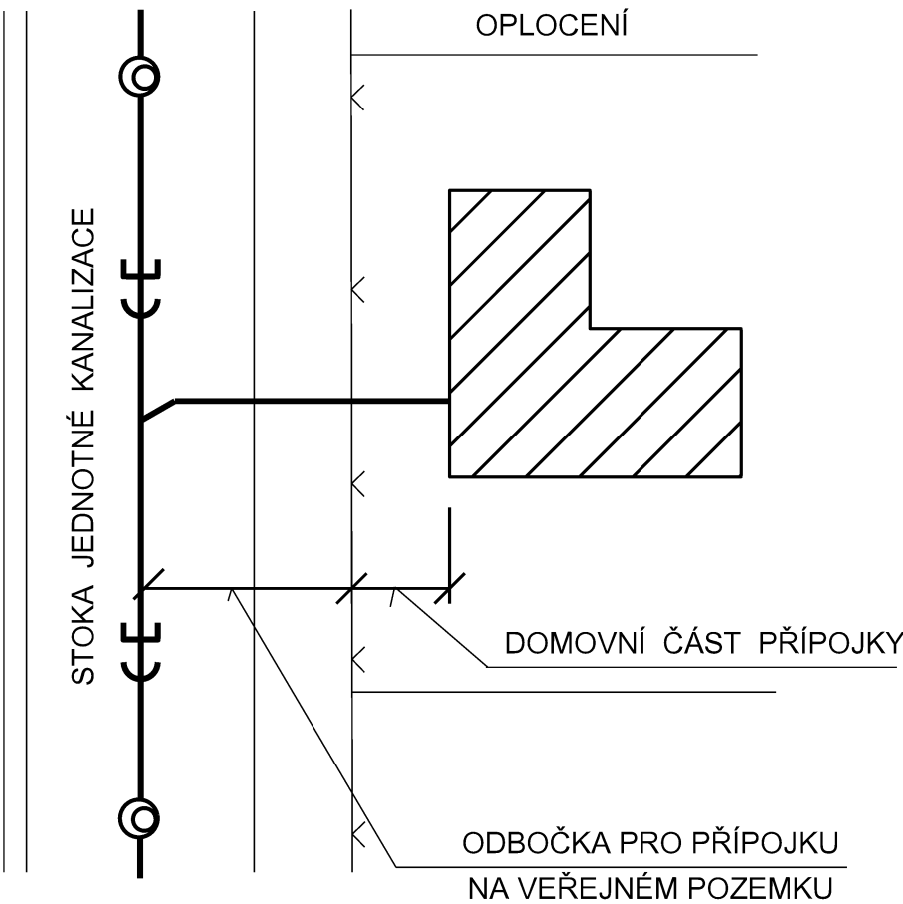 OPLOCENÍ
STOKA JEDNOTNÉ KANALIZACE
DOMOVNÍ ČÁST PŘÍPOJKY
ODBOČKA PRO PŘÍPOJKU
NA VEŘEJNÉM POZEMKU